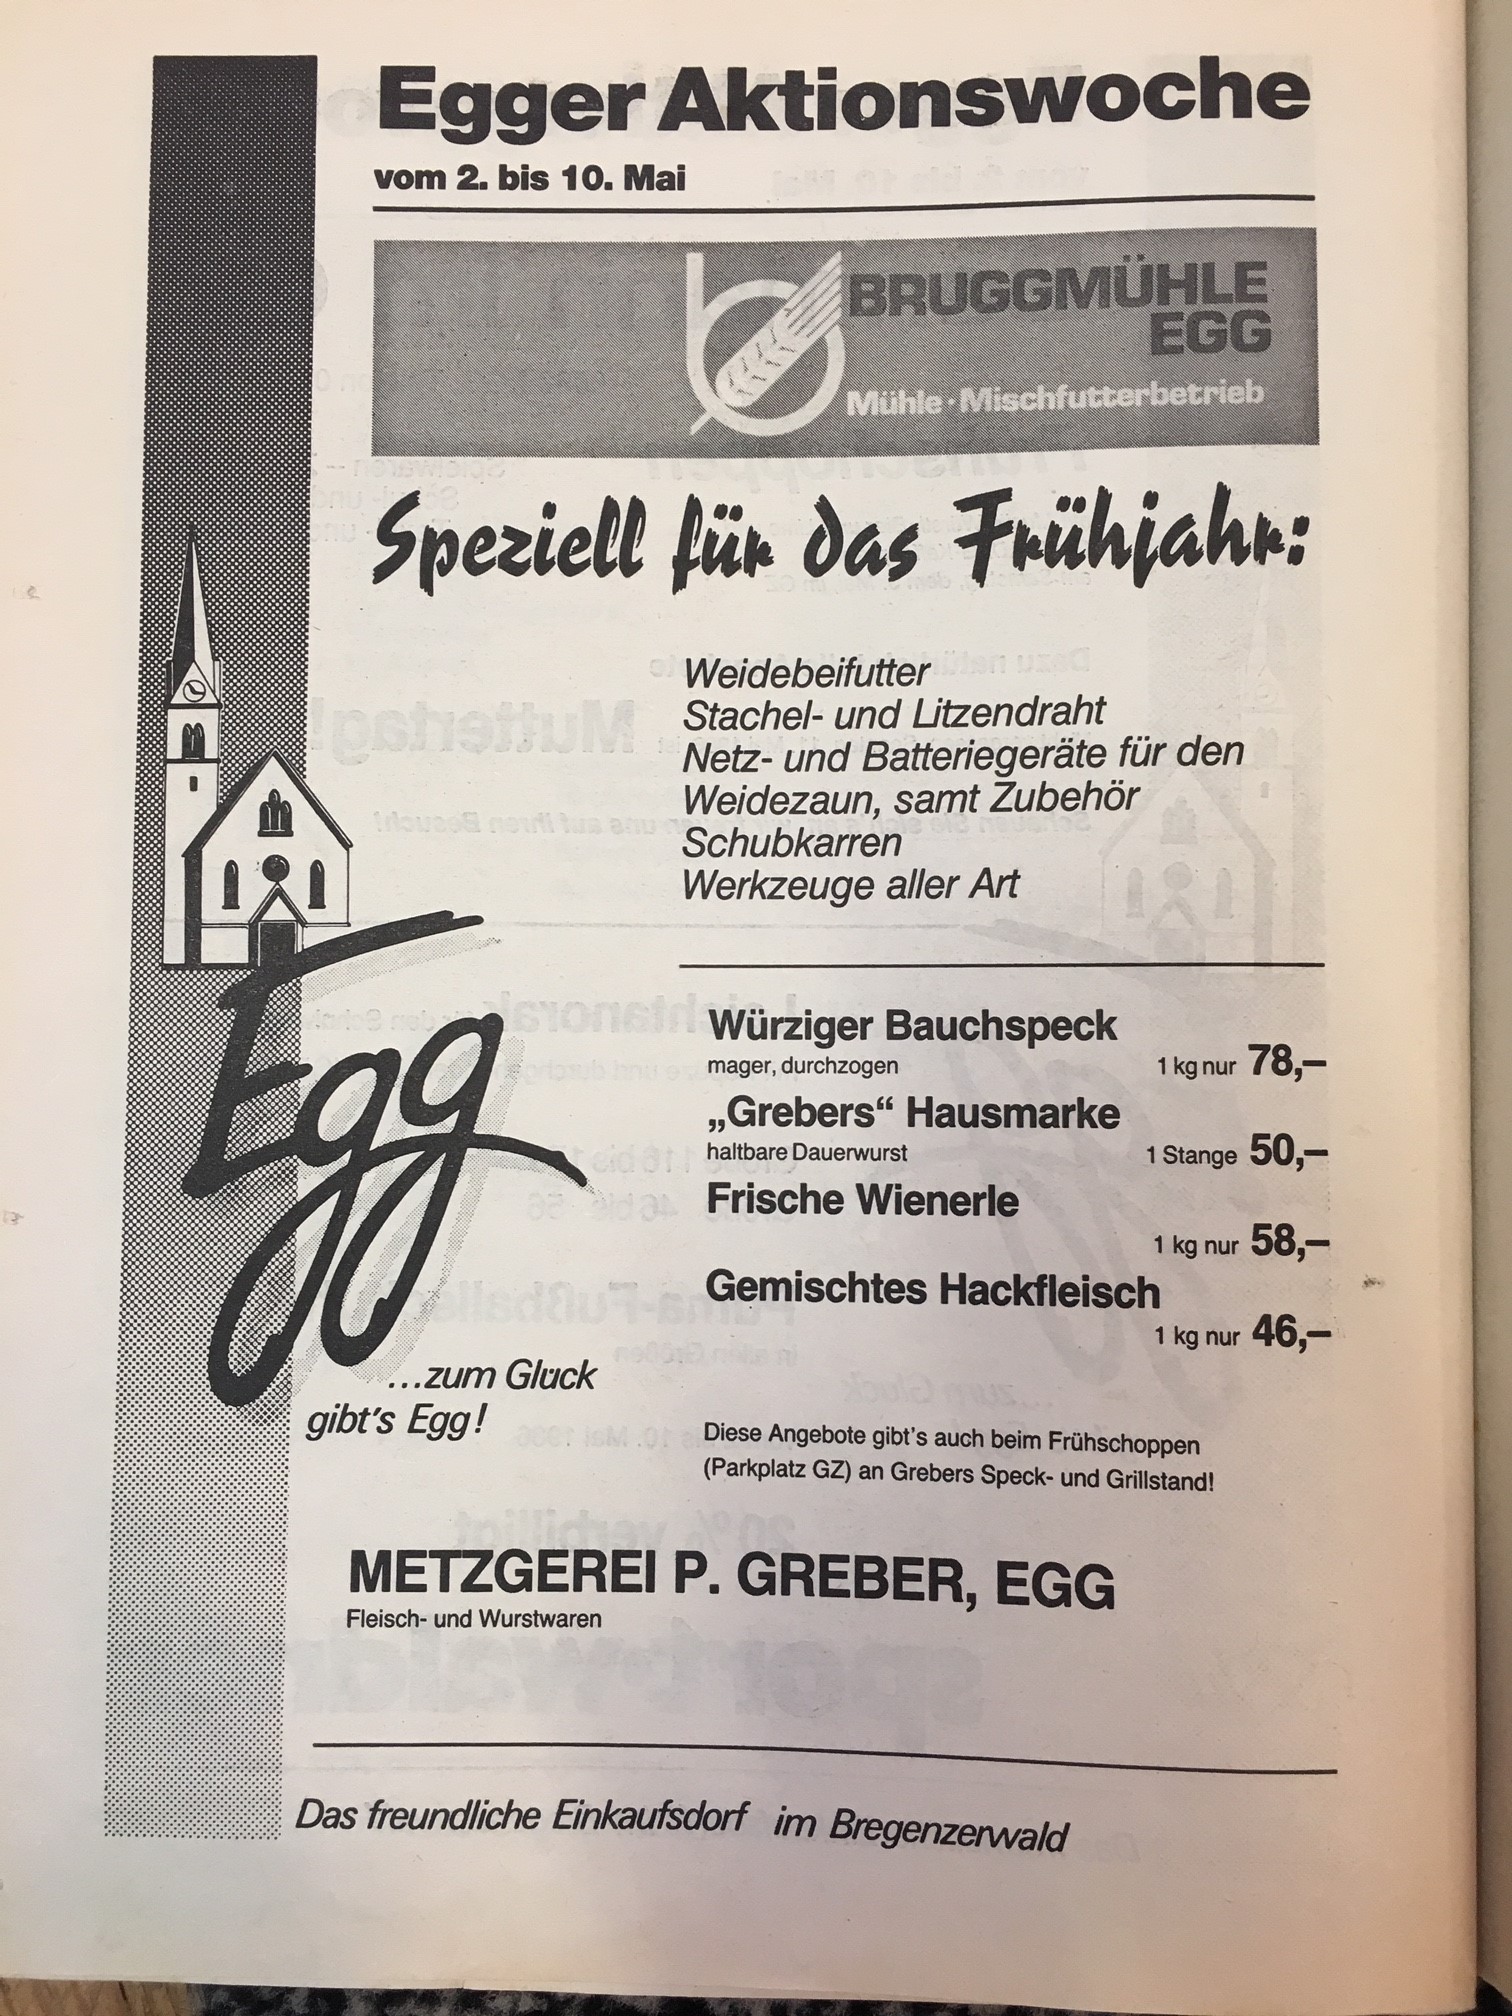 Egger Aktionswoche
vom 2. bis 10. Mai
BRUGGMÜHLE
EGG
Mühle · Mischfutterbetrieb
Speziell für das Frühjahr:
Weidebeifutter
Stachel- und Litzendraht
Netz- und Batteriegeräte für den
Weidezaun, samt Zubehör
Schubkarren
Werkzeuge aller Art
Egg
...zum Glück
gibt's Egg!
Würziger Bauchspeck
mager, durchzogen 1 kg nur 78,–
„Grebers“ Hausmarke
haltbare Dauerwurst 1 Stange 50,–
Frische Wienerle
1 kg nur 58,–
Gemischtes Hackfleisch
1 kg nur 46,–
Diese Angebote gibt's auch beim Frühschoppen
(Parkplatz GZ) an Grebers Speck- und Grillstand!
METZGEREI P. GREBER, EGG
Fleisch- und Wurstwaren
Das freundliche Einkaufsdorf im Bregenzerwald